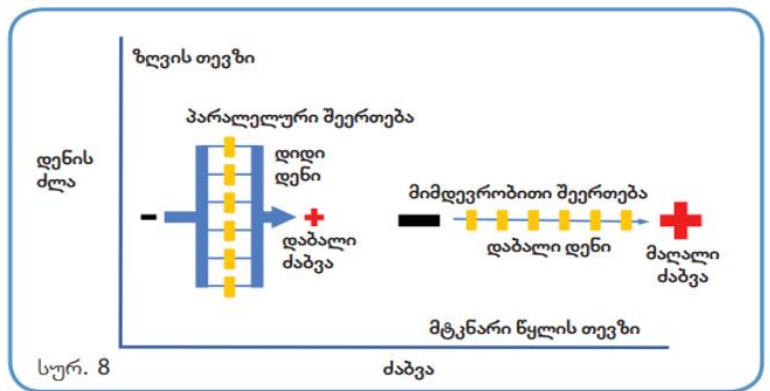 ზღვის თევზი
პარალელური შეერთება
დენის
ძლა
დიდი
დენი
დაბალი
ძაბვა
მიმდევრობითი შეერთება
დაბალი დენი
მაღალი
ძაბვა
მტკნარი წყლის თევზი
სურ. 8
ძაბვა